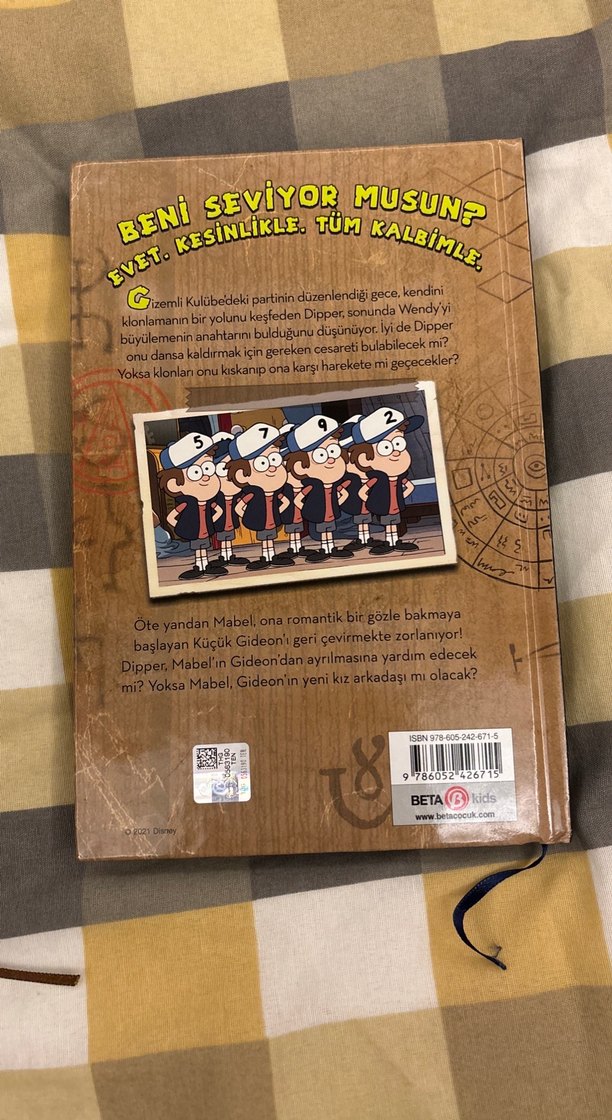 BENİ SEVİYOR MUSUN?
EVET. KESİNLİKLE. TÜM KALBİMLE.
Gizemli Kulübe'deki partinin düzenlendiği gece, kendini
klonlamanın bir yolunu keşfeden Dipper, sonunda Wendy'yi
büyülemenin anahtarını bulduğunu düşünüyor. İyi de Dipper
onu dansa kaldırmak için gereken cesareti bulabilecek mi?
Yoksa klonları onu kıskanıp ona karşı harekete mi geçecekler?
5 7 9 2
Öte yandan Mabel, ona romantik bir gözle bakmaya
başlayan Küçük Gideon'ı geri çevirmekte zorlanıyor!
Dipper, Mabel'ın Gideon'dan ayrılmasına yardım edecek
mi? Yoksa Mabel, Gideon'ın yeni kız arkadaşı mı olacak?
ISBN 978-605-242-671-5
9 786052 426715
BETA B kids
www.betacocuk.com
THG
0563190
TEN
0563190 TEN
© 2021 Disney